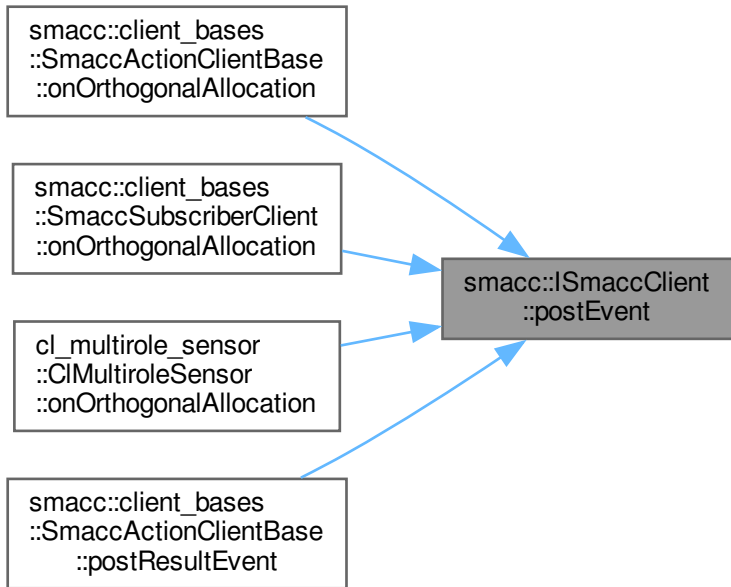 smacc::client_bases
::SmaccActionClientBase
::onOrthogonalAllocation
smacc::client_bases
::SmaccSubscriberClient
::onOrthogonalAllocation
cl_multirole_sensor
::ClMultiroleSensor
::onOrthogonalAllocation
smacc::client_bases
::SmaccActionClientBase
::postResultEvent
smacc::ISmaccClient
::postEvent